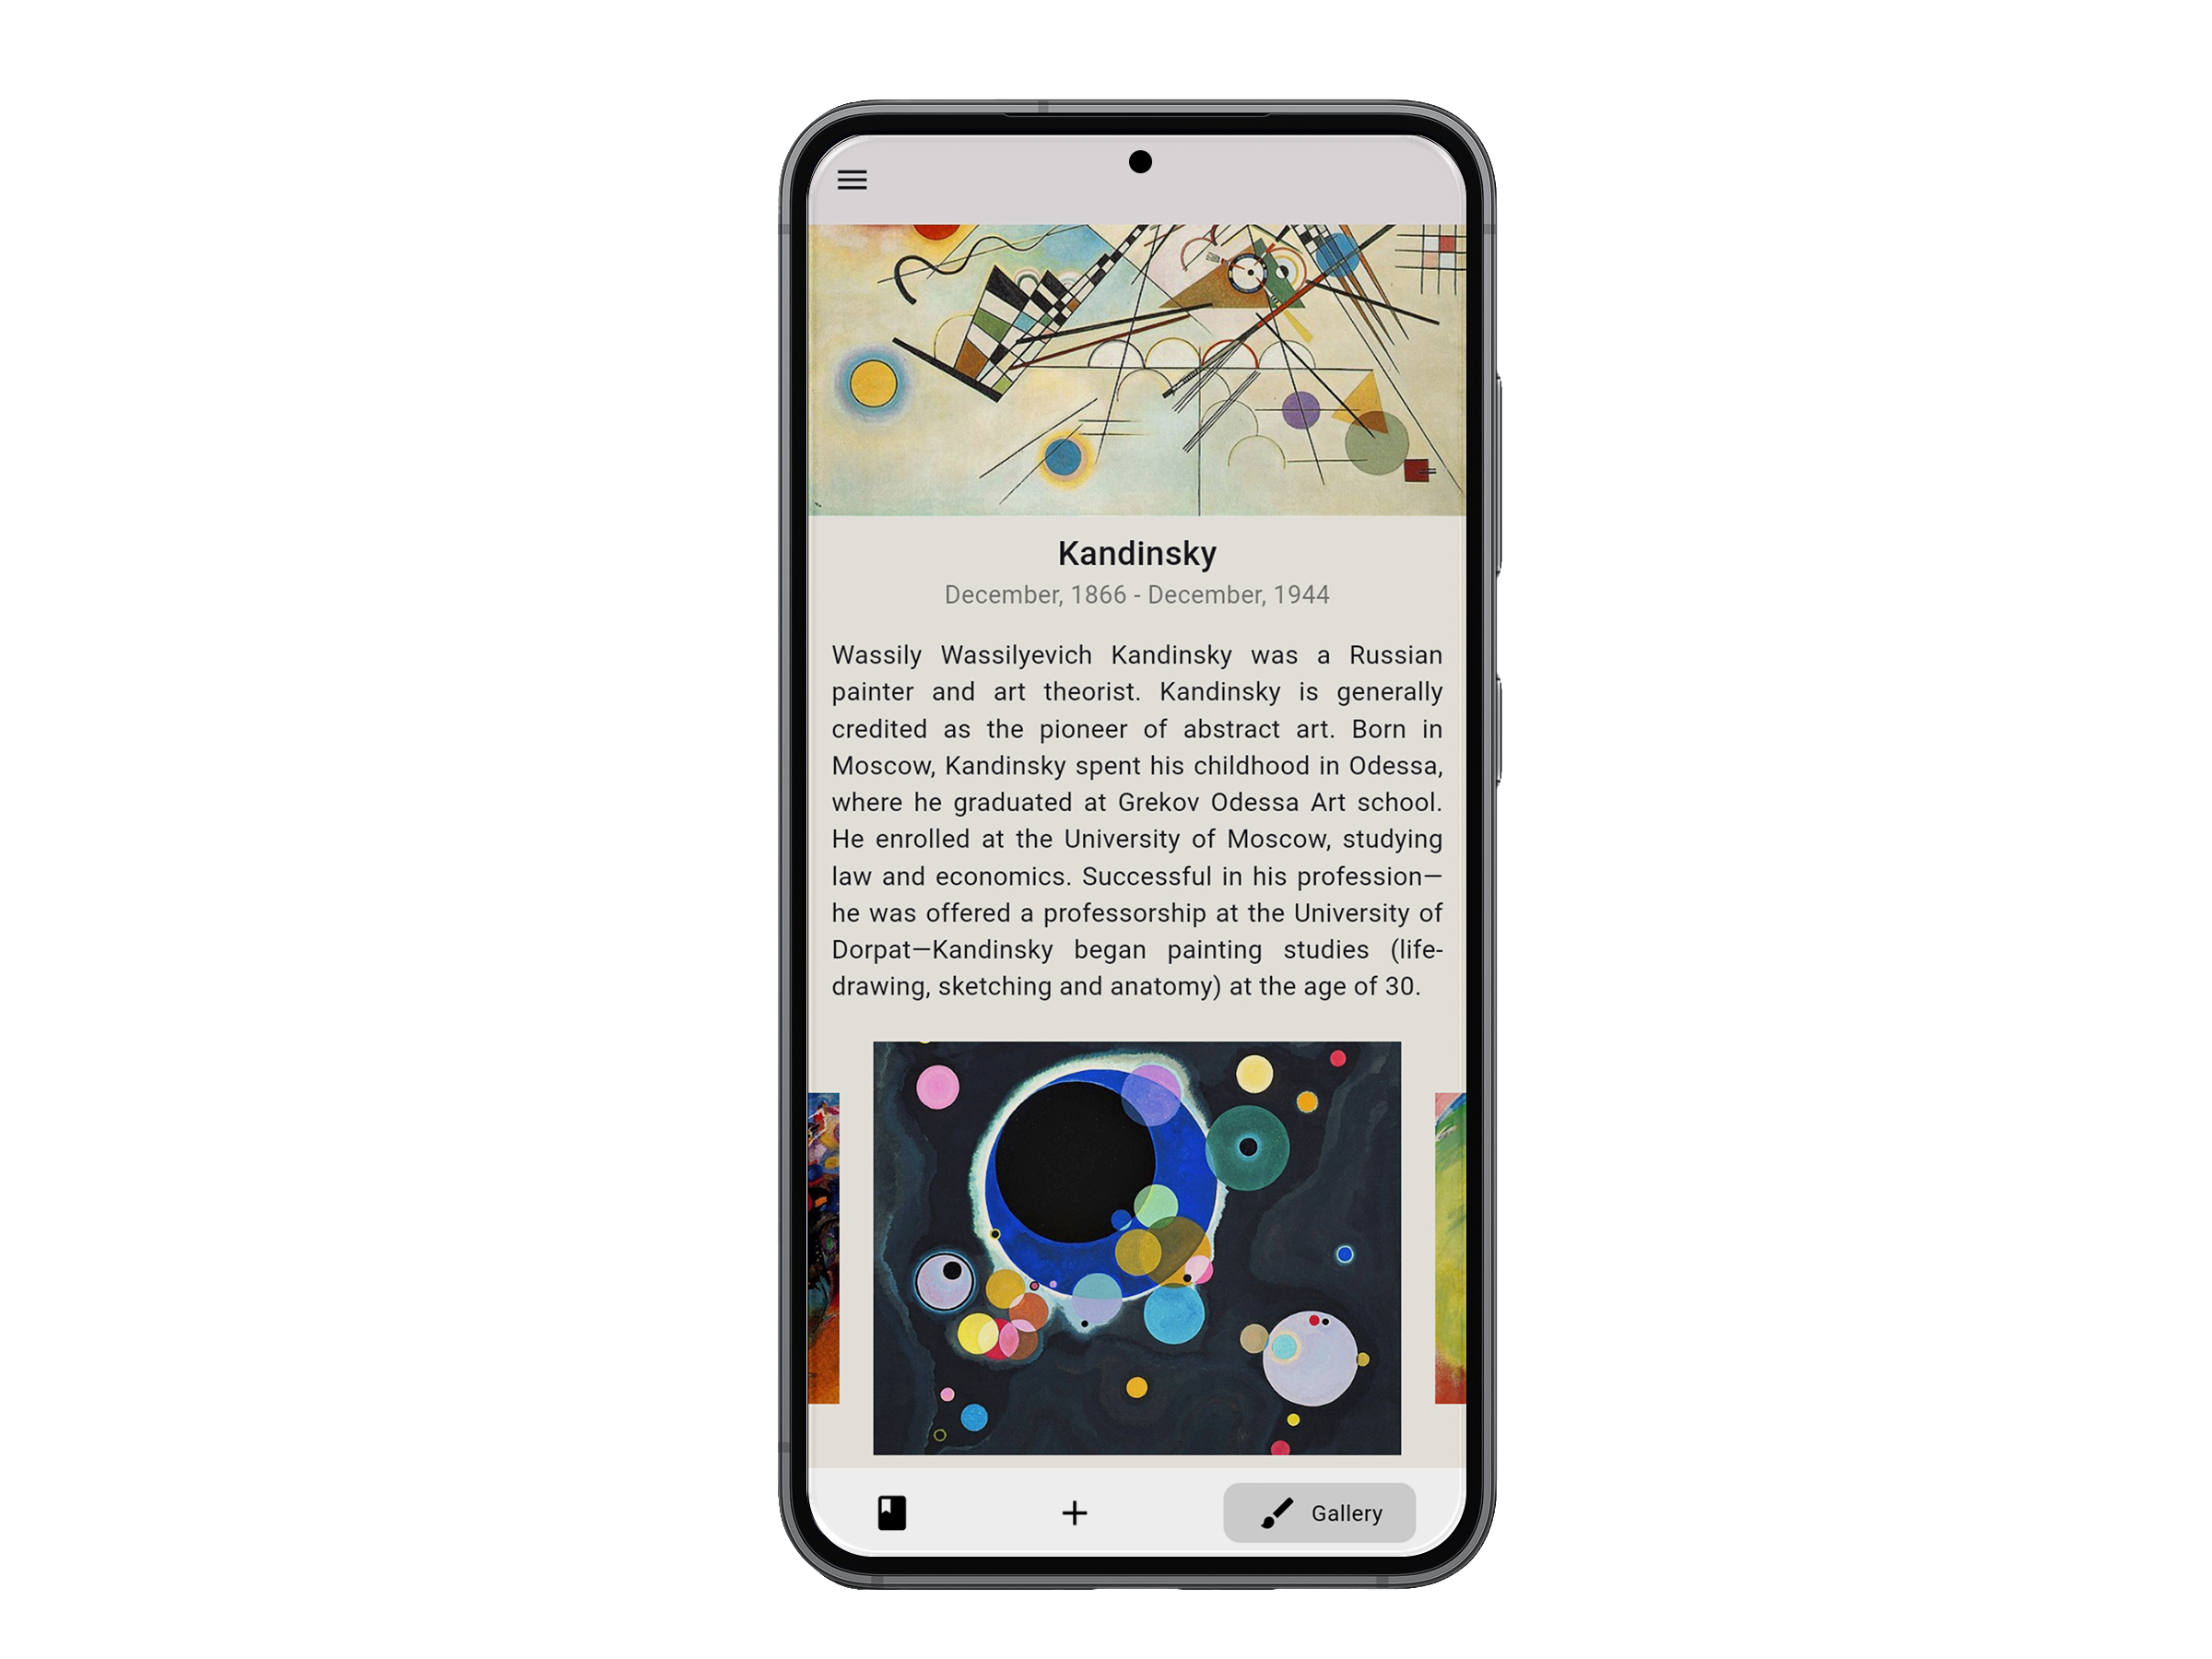 Kandinsky
December, 1866 - December, 1944
Wassily Wassilyevich Kandinsky was a Russian
painter and art theorist. Kandinsky is generally
credited as the pioneer of abstract art. Born in
Moscow, Kandinsky spent his childhood in Odessa,
where he graduated at Grekov Odessa Art school.
He enrolled at the University of Moscow, studying
law and economics. Successful in his profession—
he was offered a professorship at the University of
Dorpat—Kandinsky began painting studies (life-
drawing, sketching and anatomy) at the age of 30.
Gallery